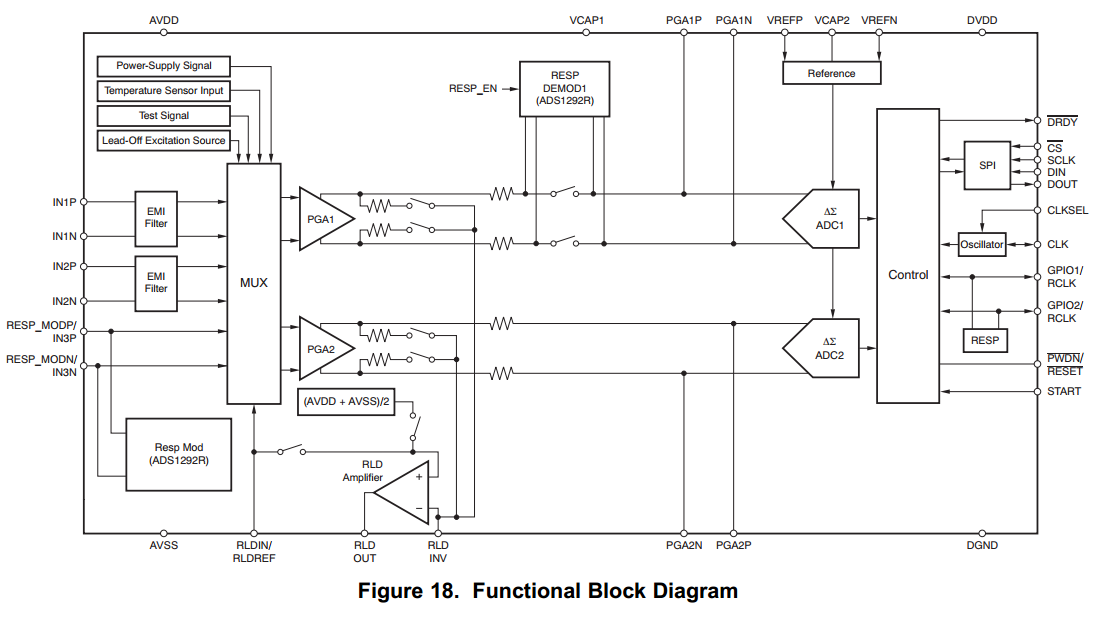 AVDD
VCAP1
PGA1P
PGA1N
VREFP
VCAP2
VREFN
DVDD
Power-Supply Signal
Temperature Sensor Input
Test Signal
Lead-Off Excitation Source
RESP_EN
RESP
DEMOD1
(ADS1292R)
Reference
DRDY
CS
SCLK
DIN
DOUT
SPI
CLKSEL
Oscillator
CLK
GPIO1/
RCLK
GPIO2/
RCLK
RESP
PWDN/
RESET
START
IN1P
IN1N
EMI
Filter
IN2P
IN2N
EMI
Filter
RESP_MODP/
IN3P
RESP_MODN/
IN3N
MUX
PGA1
PGA2
ΔΣ
ADC1
ΔΣ
ADC2
Control
(AVDD + AVSS)/2
Resp Mod
(ADS1292R)
RLD
Amplifier
+
−
AVSS
RLDIN/
RLDREF
RLD
OUT
RLD
INV
PGA2N
PGA2P
DGND
Figure 18. Functional Block Diagram